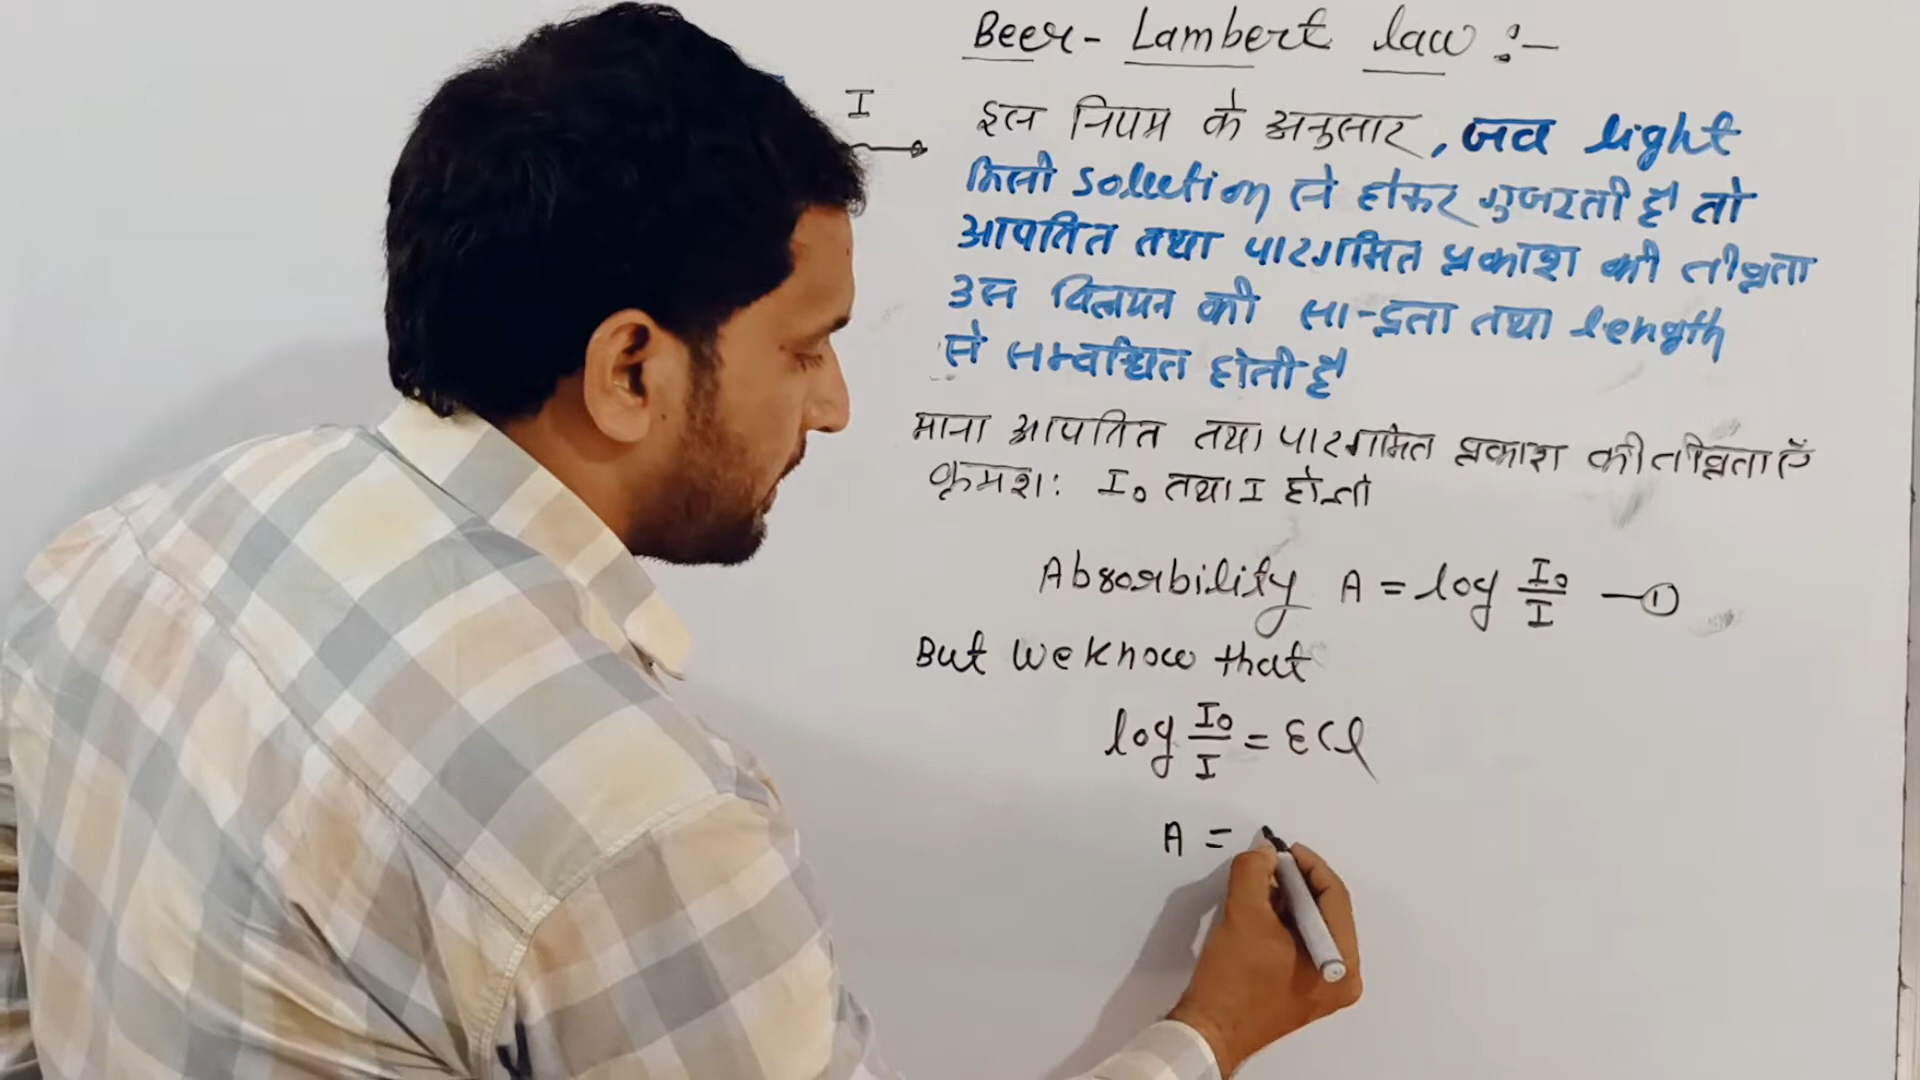 Beer- Lambert law :-
I
इस नियम के अनुसार, जब light
किसी solution से होकर गुजरती है तो
आपतित तथा पारगमित प्रकाश की तीव्रता
उस विलयन की सान्द्रता तथा length
से सम्बन्धित होती है
माना आपतित तथा पारगमित प्रकाश की तीव्रताएँ
क्रमशः I₀ तथा I हो तो
Absorbility A = log I₀/I —①
But we know that
log I₀/I = ɛcl
A =